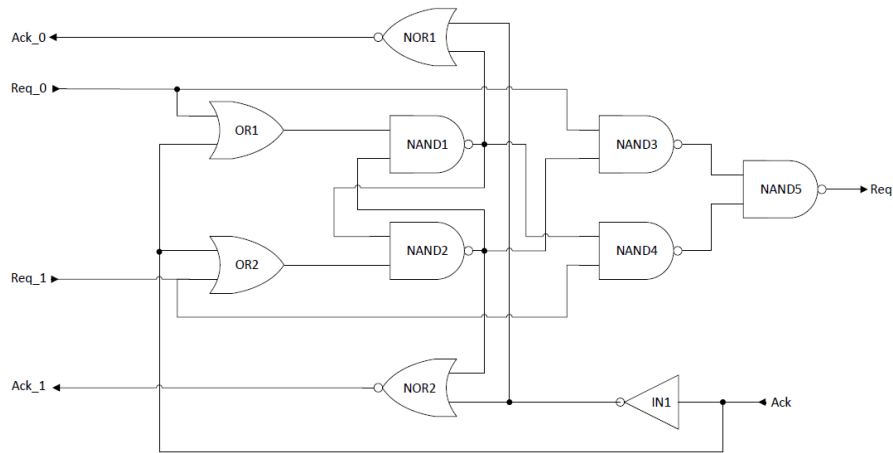 Ack_0
NOR1
Req_0
OR1
NAND1
NAND3
NAND5
Req
OR2
NAND2
NAND4
Req_1
Ack_1
NOR2
IN1
Ack